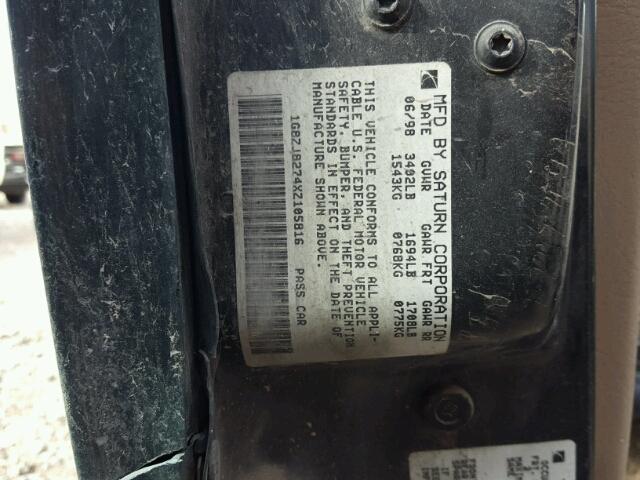 MFD BY SATURN CORPORATION
DATE GVWR GAWR FRT GAWR RR
06/98 3402LB 1694LB 1708LB
1543KG 0768KG 0775KG
THIS VEHICLE CONFORMS TO ALL APPLI-
CABLE U.S. FEDERAL MOTOR VEHICLE
SAFETY, BUMPER, AND THEFT PREVENTION
STANDARDS IN EFFECT ON THE DATE OF
MANUFACTURE SHOWN ABOVE.
1G8ZJ8274XZ105816 PASS CAR